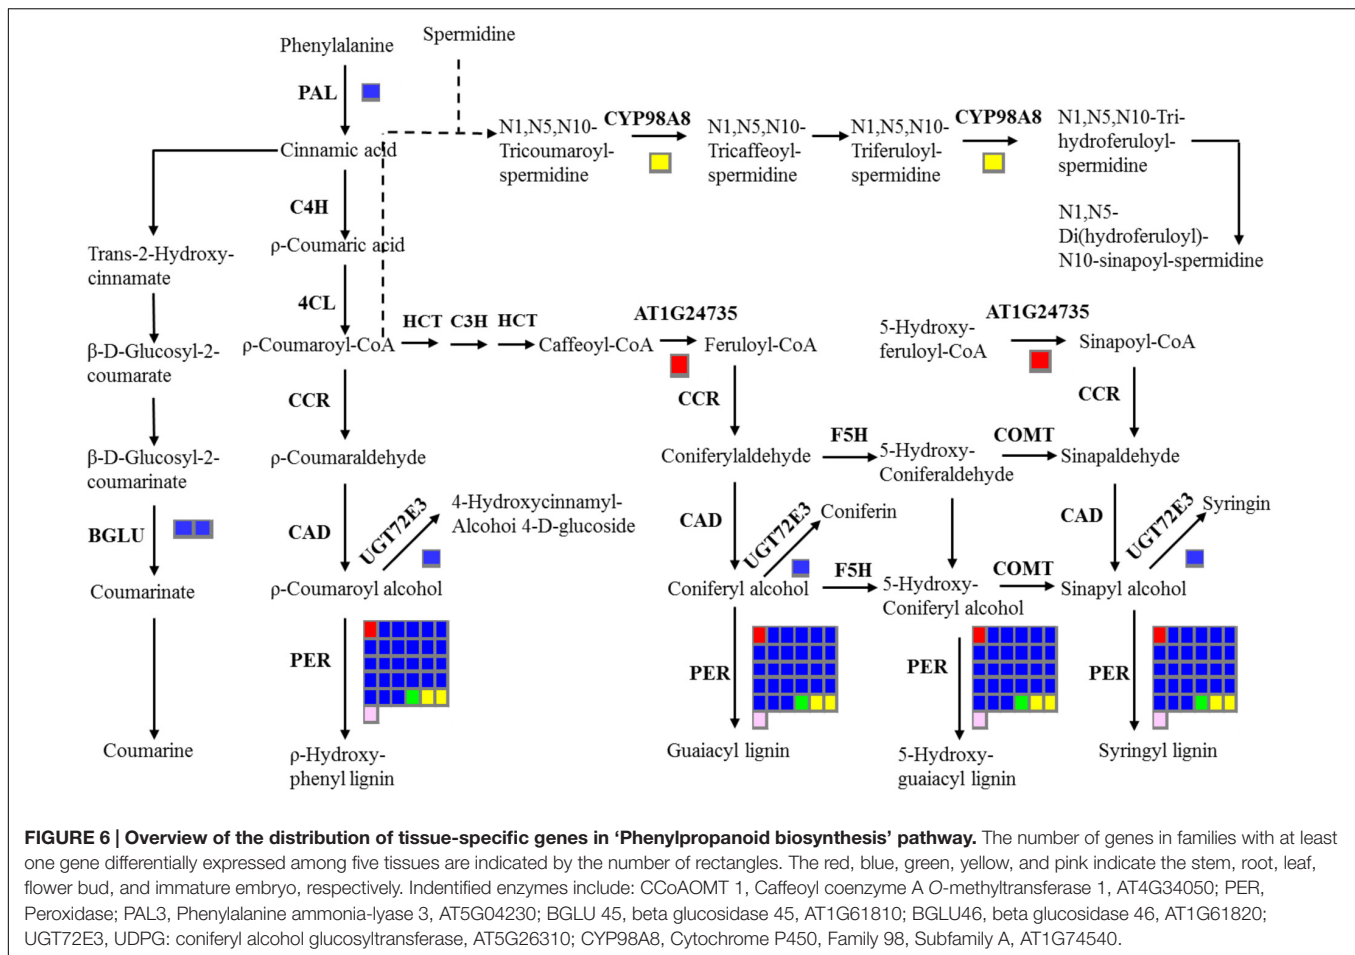 Phenylalanine
Spermidine
PAL
Cinnamic acid
N1,N5,N10-
Tricoumaroyl-
spermidine
CYP98A8
N1,N5,N10-
Tricaffeoyl-
spermidine
N1,N5,N10-
Triferuloyl-
spermidine
CYP98A8
N1,N5,N10-Tri-
hydroferuloyl-
spermidine
C4H
N1,N5-
Di(hydroferuloyl)-
N10-sinapoyl-spermidine
Trans-2-Hydroxy-
cinnamate
ρ-Coumaric acid
4CL
β-D-Glucosyl-2-
coumarate
ρ-Coumaroyl-CoA
HCT
C3H
HCT
Caffeoyl-CoA
AT1G24735
Feruloyl-CoA
5-Hydroxy-
feruloyl-CoA
AT1G24735
Sinapoyl-CoA
CCR
CCR
CCR
β-D-Glucosyl-2-
coumarinate
ρ-Coumaraldehyde
Coniferylaldehyde
F5H
5-Hydroxy-
Coniferaldehyde
COMT
Sinapaldehyde
BGLU
CAD
UGT72E3
4-Hydroxycinnamyl-
Alcohoi 4-D-glucoside
CAD
UGT72E3
Coniferin
CAD
UGT72E3
Syringin
Coumarinate
ρ-Coumaroyl alcohol
Coniferyl alcohol
F5H
5-Hydroxy-
Coniferyl alcohol
COMT
Sinapyl alcohol
PER
PER
PER
PER
Coumarine
ρ-Hydroxy-
phenyl lignin
Guaiacyl lignin
5-Hydroxy-
guaiacyl lignin
Syringyl lignin
FIGURE 6 | Overview of the distribution of tissue-specific genes in ‘Phenylpropanoid biosynthesis’ pathway. The number of genes in families with at least
one gene differentially expressed among five tissues are indicated by the number of rectangles. The red, blue, green, yellow, and pink indicate the stem, root, leaf,
flower bud, and immature embryo, respectively. Indentified enzymes include: CCoAOMT 1, Caffeoyl coenzyme A O-methyltransferase 1, AT4G34050; PER,
Peroxidase; PAL3, Phenylalanine ammonia-lyase 3, AT5G04230; BGLU 45, beta glucosidase 45, AT1G61810; BGLU46, beta glucosidase 46, AT1G61820;
UGT72E3, UDPG: coniferyl alcohol glucosyltransferase, AT5G26310; CYP98A8, Cytochrome P450, Family 98, Subfamily A, AT1G74540.